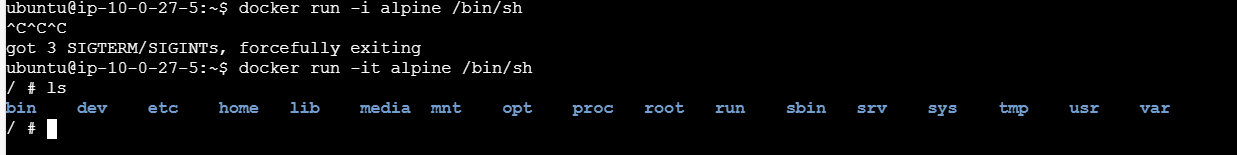 ubuntu@ip-10-0-27-5:~$ docker run -i alpine /bin/sh
^C^C^C
got 3 SIGTERM/SIGINTs, forcefully exiting
ubuntu@ip-10-0-27-5:~$ docker run -it alpine /bin/sh
/ # ls
bin    dev    etc    home   lib    media  mnt    opt    proc   root   run    sbin   srv    sys    tmp    usr    var
/ #